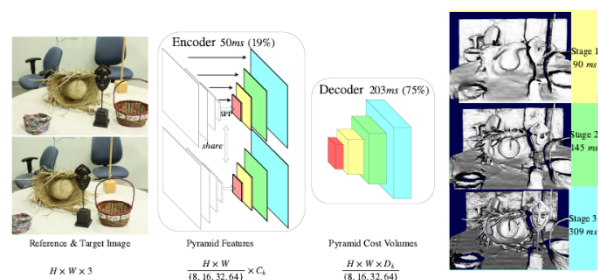 Encoder 50ms (19%)
SPP
share
Decoder 203ms (75%)
Stage 1
90 ms
Stage 2
145 ms
Stage 3
309 ms
Reference & Target Image
Pyramid Features
Pyramid Cost Volumes
H × W × 3
H × W
{8, 16, 32, 64} × C_k
H × W × D_k
{8, 16, 32, 64}